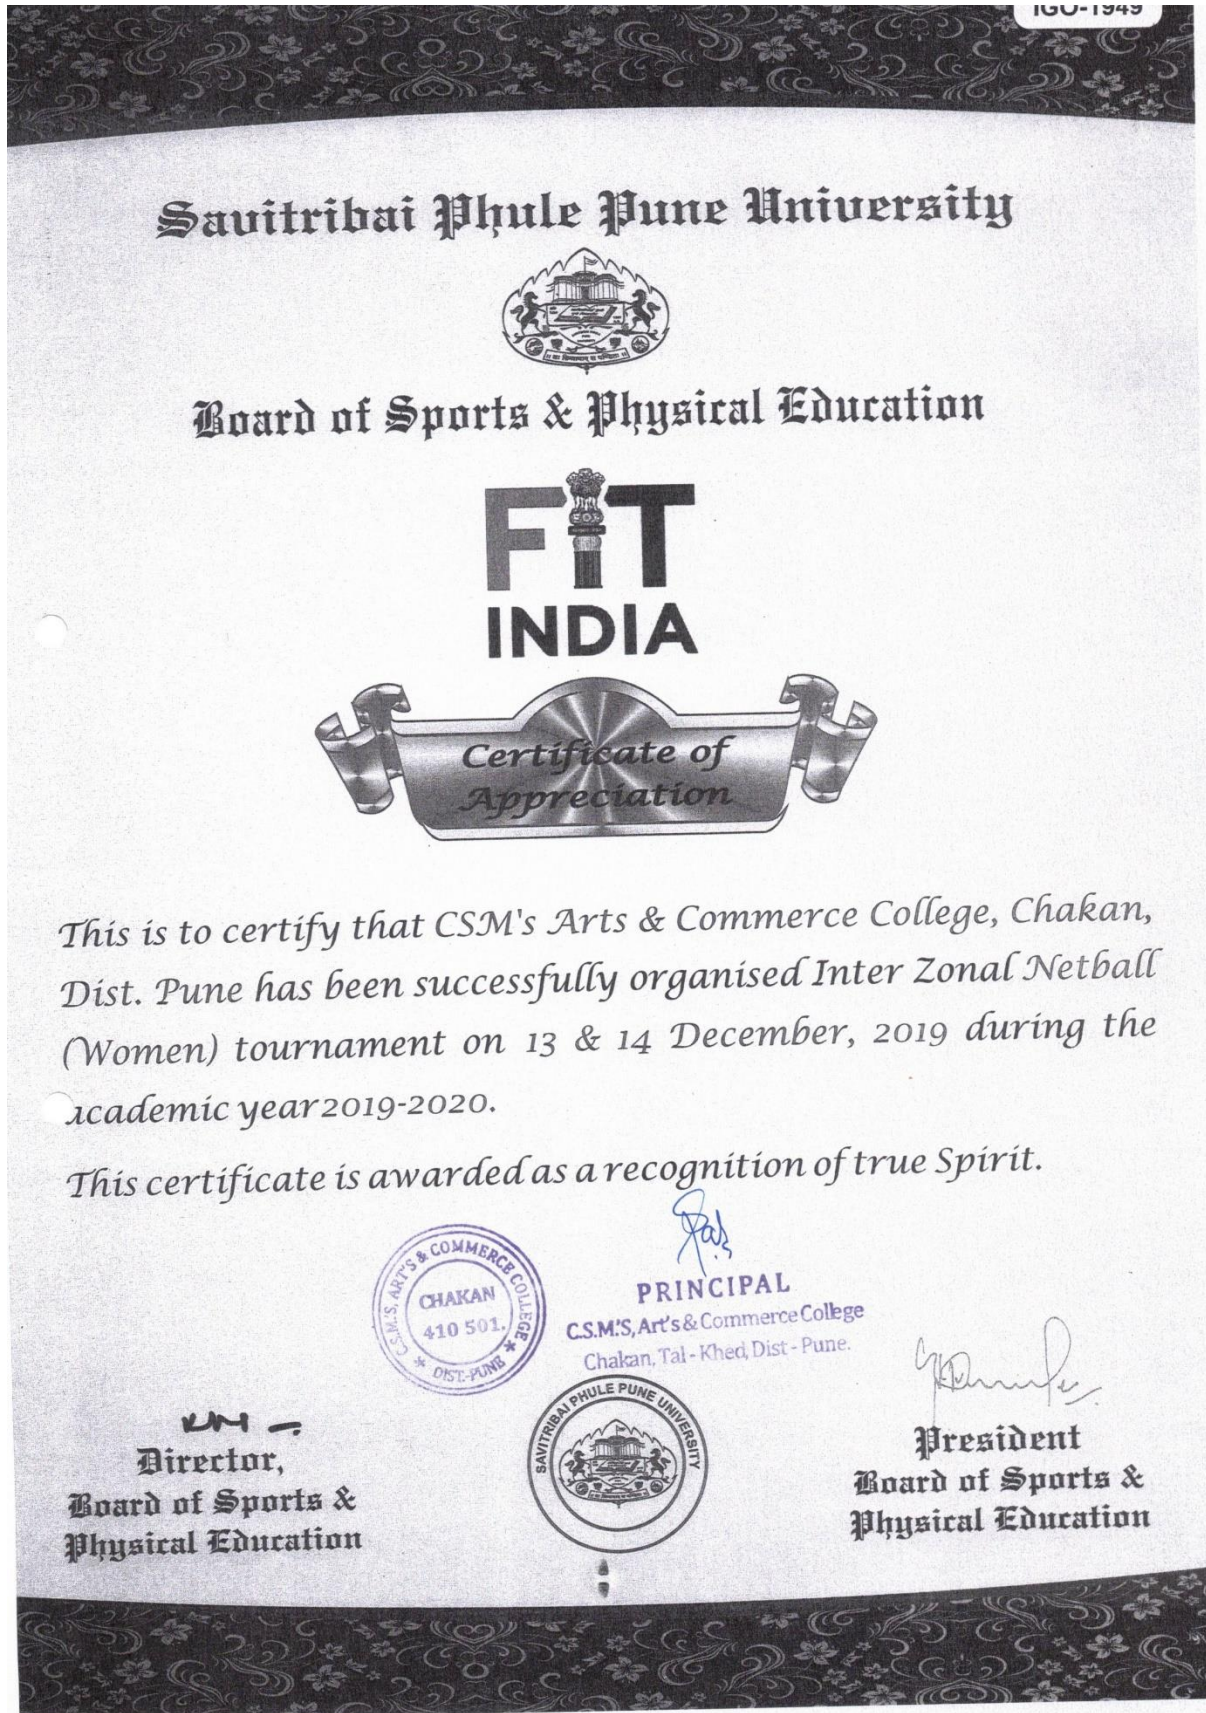 IGO-1949
Savitribai Phule Pune University
Board of Sports & Physical Education
FIT
INDIA
Certificate of
Appreciation
This is to certify that CSM's Arts & Commerce College, Chakan,
Dist. Pune has been successfully organised Inter Zonal Netball
(Women) tournament on 13 & 14 December, 2019 during the
academic year 2019-2020.
This certificate is awarded as a recognition of true Spirit.
C.S.M.'S, ART'S & COMMERCE COLLEGE
CHAKAN
410 501.
* DIST.-PUNE *
PRINCIPAL
C.S.M.'S, Art's & Commerce College
Chakan, Tal - Khed, Dist - Pune.
SAVITRIBAI PHULE PUNE UNIVERSITY
Director,
Board of Sports &
Physical Education
President
Board of Sports &
Physical Education